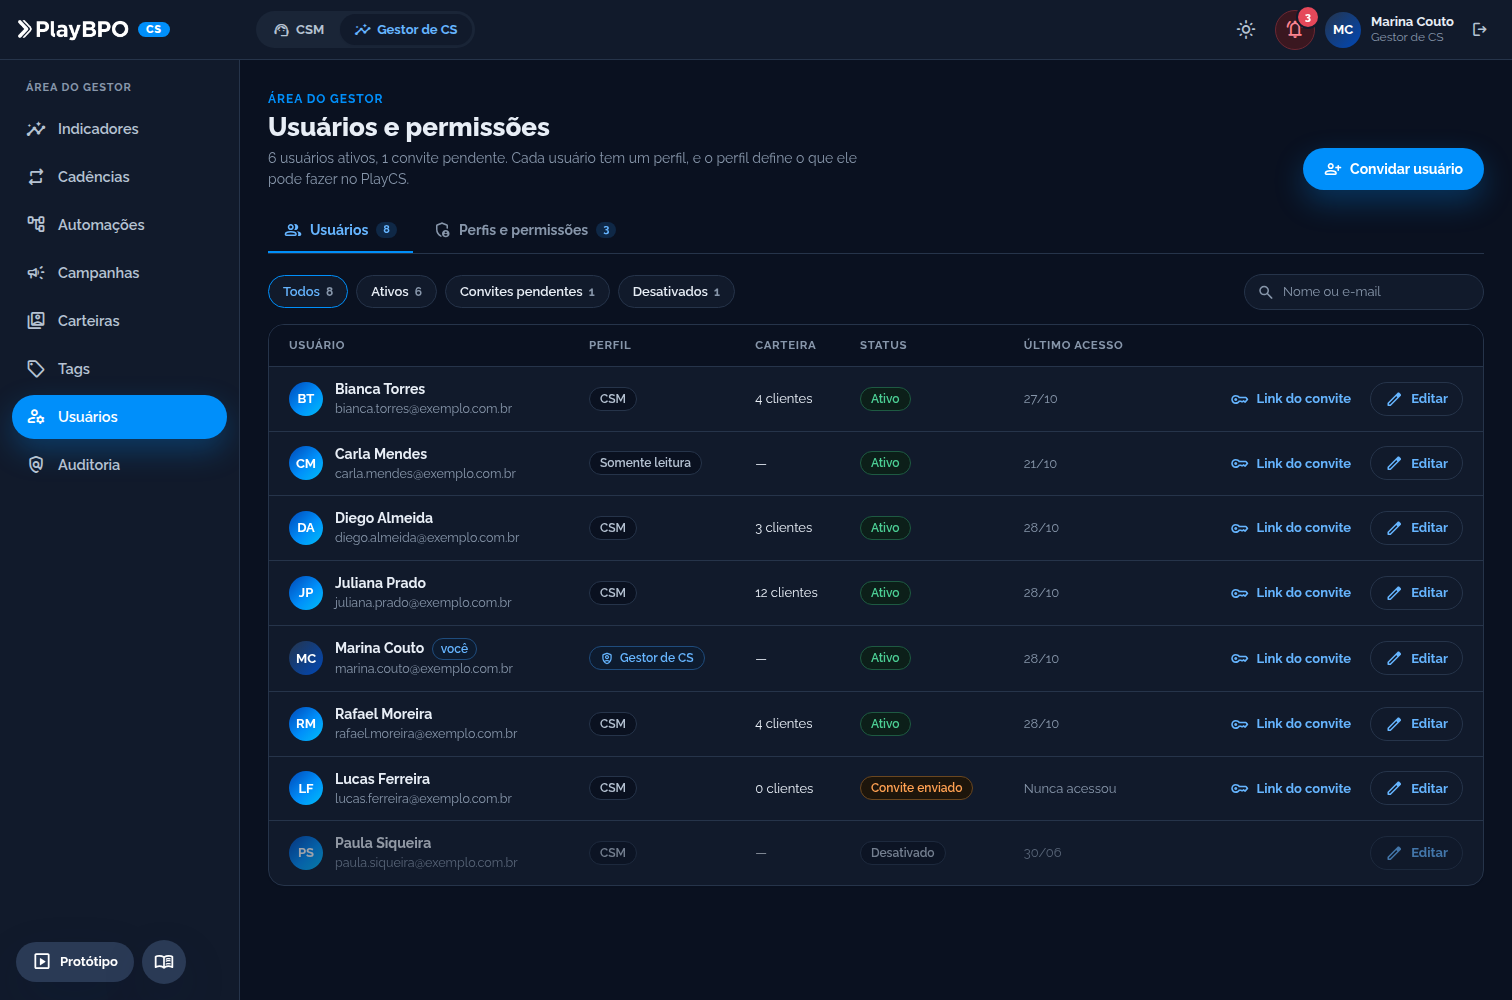 PlayBPO CS
CSM
Gestor de CS
3
MC
Marina Couto
Gestor de CS
ÁREA DO GESTOR
Indicadores
Cadências
Automações
Campanhas
Carteiras
Tags
Usuários
Auditoria
Protótipo
ÁREA DO GESTOR
Usuários e permissões
6 usuários ativos, 1 convite pendente. Cada usuário tem um perfil, e o perfil define o que ele
pode fazer no PlayCS.
Convidar usuário
Usuários 8
Perfis e permissões 3
Todos 8
Ativos 6
Convites pendentes 1
Desativados 1
Nome ou e-mail
USUÁRIO PERFIL CARTEIRA STATUS ÚLTIMO ACESSO
BT Bianca Torres
bianca.torres@exemplo.com.br
CSM 4 clientes Ativo 27/10 Link do convite Editar
CM Carla Mendes
carla.mendes@exemplo.com.br
Somente leitura — Ativo 21/10 Link do convite Editar
DA Diego Almeida
diego.almeida@exemplo.com.br
CSM 3 clientes Ativo 28/10 Link do convite Editar
JP Juliana Prado
juliana.prado@exemplo.com.br
CSM 12 clientes Ativo 28/10 Link do convite Editar
MC Marina Couto você
marina.couto@exemplo.com.br
Gestor de CS — Ativo 28/10 Link do convite Editar
RM Rafael Moreira
rafael.moreira@exemplo.com.br
CSM 4 clientes Ativo 28/10 Link do convite Editar
LF Lucas Ferreira
lucas.ferreira@exemplo.com.br
CSM 0 clientes Convite enviado Nunca acessou Link do convite Editar
PS Paula Siqueira
paula.siqueira@exemplo.com.br
CSM — Desativado 30/06 Editar